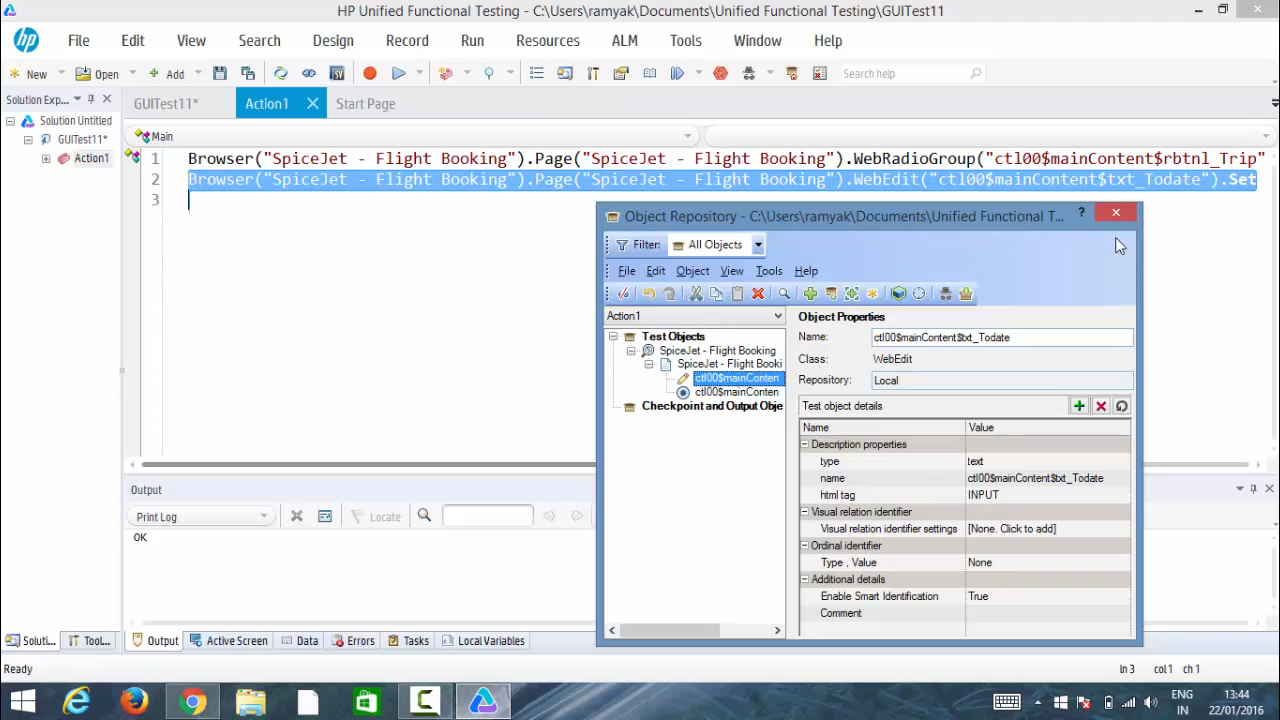 HP Unified Functional Testing - C:\Users\ramyak\Documents\Unified Functional Testing\GUITest11
hp File Edit View Search Design Record Run Resources ALM Tools Window Help
New Open Add Search help
Solution Exp... GUITest11* Action1 Start Page
Solution Untitled
GUITest11*
Action1
Main
1 Browser("SpiceJet - Flight Booking").Page("SpiceJet - Flight Booking").WebRadioGroup("ctl00$mainContent$rbtnl_Trip"
2 Browser("SpiceJet - Flight Booking").Page("SpiceJet - Flight Booking").WebEdit("ctl00$mainContent$txt_Todate").Set
3
Object Repository - C:\Users\ramyak\Documents\Unified Functional T... ?
Filter: All Objects
File Edit Object View Tools Help
Action1
Test Objects
SpiceJet - Flight Booking
SpiceJet - Flight Booki
ctl00$mainConten
ctl00$mainConten
Checkpoint and Output Obje
Object Properties
Name: ctl00$mainContent$txt_Todate
Class: WebEdit
Repository: Local
Test object details
Name Value
Description properties
type text
name ctl00$mainContent$txt_Todate
html tag INPUT
Visual relation identifier
Visual relation identifier settings [None. Click to add]
Ordinal identifier
Type , Value None
Additional details
Enable Smart Identification True
Comment
Output
Print Log Locate
OK
Soluti... Tool... Output Active Screen Data Errors Tasks Local Variables
Ready ln 3 col 1 ch 1
ENG
IN
13:44
22/01/2016